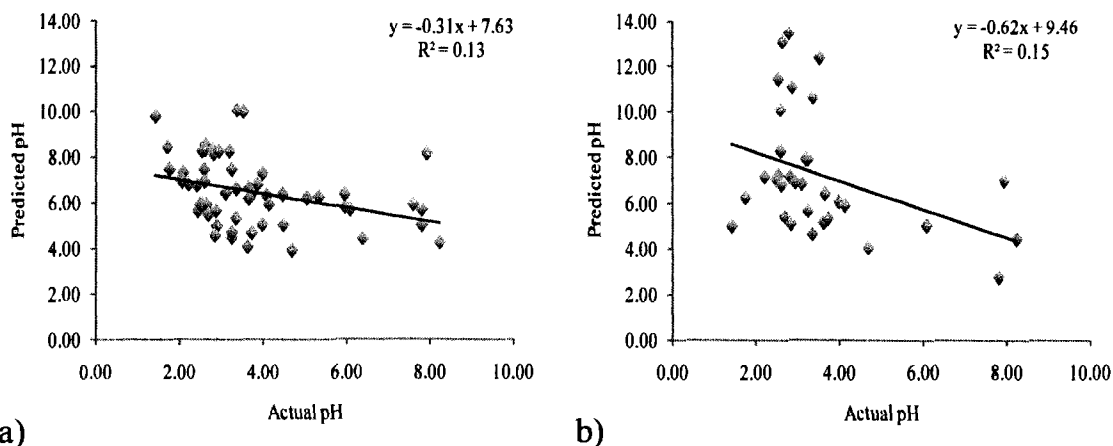 y = -0.31x + 7.63
R² = 0.13
14.00
12.00
10.00
8.00
6.00
4.00
2.00
0.00
Predicted pH
0.00 2.00 4.00 6.00 8.00 10.00
Actual pH
a)
y = -0.62x + 9.46
R² = 0.15
14.00
12.00
10.00
8.00
6.00
4.00
2.00
0.00
Predicted pH
0.00 2.00 4.00 6.00 8.00 10.00
Actual pH
b)